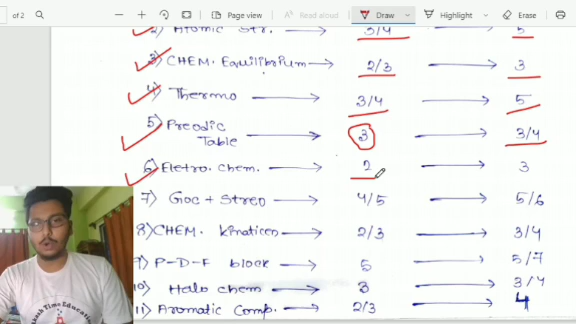 of 2 Page view Read aloud Draw Highlight Erase
2) Atomic Str. 3/4 5
3) CHEM. Equilibrium 2/3 3
4) Thermo 3/4 5
5) Preodic Table 3 3/4
6) Eletro. Chem. 2 3
7) Goc + Streo 4/5 5/6
8) CHEM. Kinaticen 2/3 3/4
9) P-D-F block 5 5/7
10) Halo chem 3 3/4
11) Aromatic Comp. 2/3 4